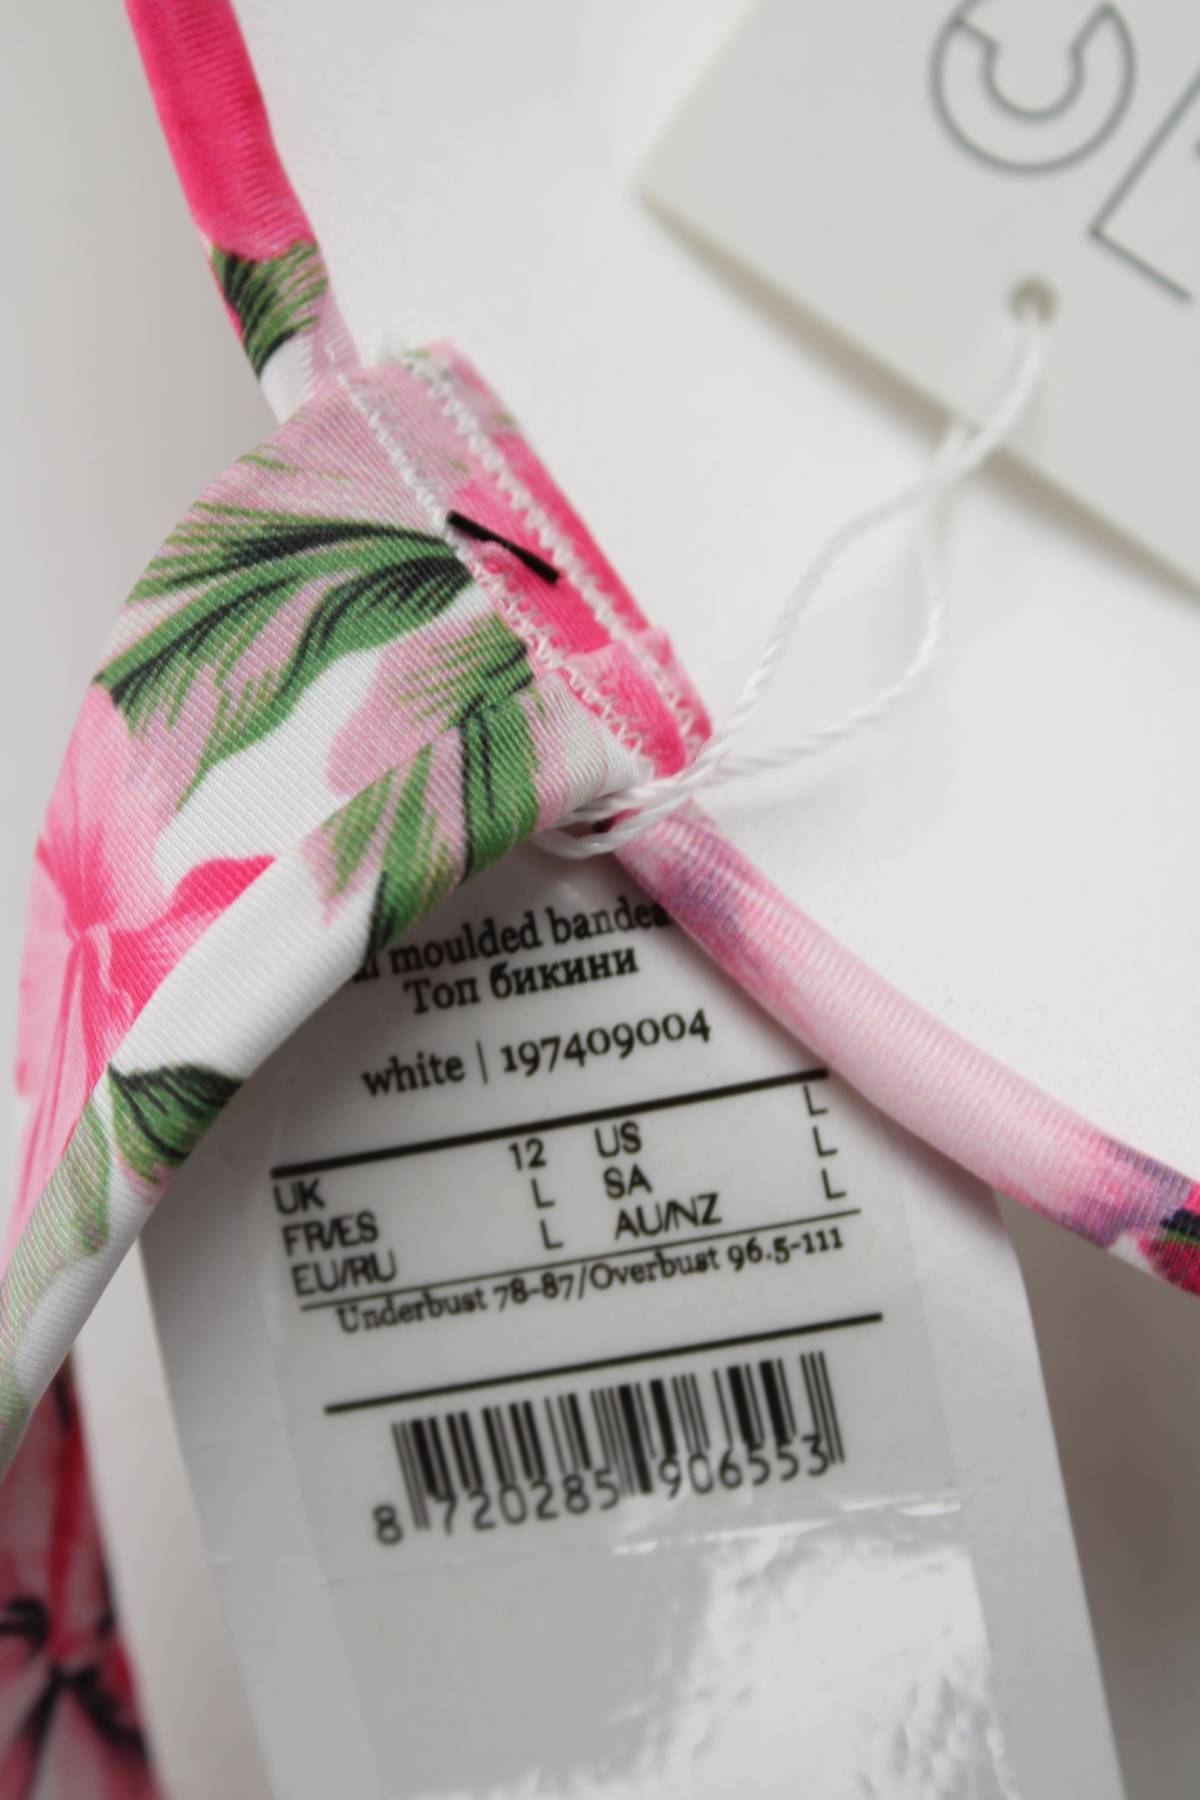 moulded bandea
Топ бикини
white | 197409004
UK 12 US L
FR/ES L SA L
EU/RU L AU/NZ L
Underbust 78-87/Overbust 96.5-111
8 720285 906553